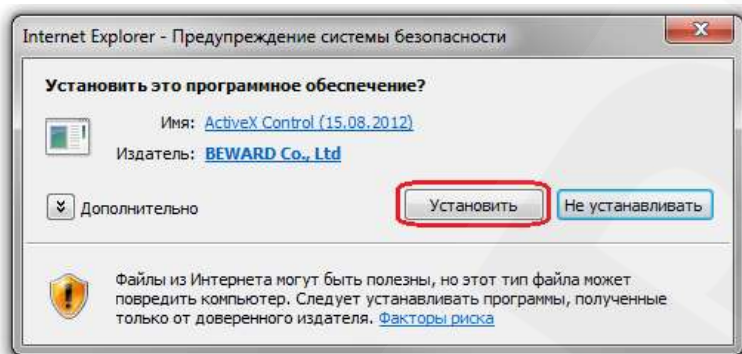 Internet Explorer - Предупреждение системы безопасности
Установить это программное обеспечение?
Имя: ActiveX Control (15.08.2012)
Издатель: BEWARD Co., Ltd
Дополнительно
Установить
Не устанавливать
Файлы из Интернета могут быть полезны, но этот тип файла может
повредить компьютер. Следует устанавливать программы, полученные
только от доверенного издателя. Факторы риска